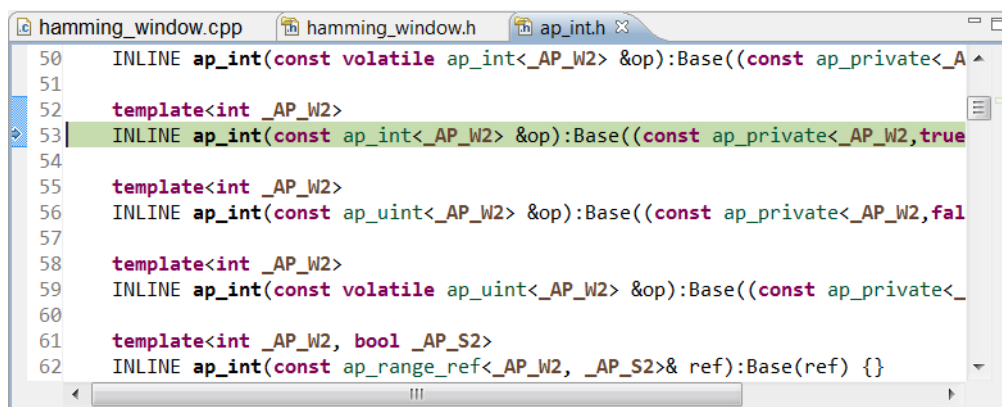 hamming_window.cpp hamming_window.h ap_int.h
50 INLINE ap_int(const volatile ap_int<_AP_W2> &op):Base((const ap_private<_A
51
52 template<int _AP_W2>
53 INLINE ap_int(const ap_int<_AP_W2> &op):Base((const ap_private<_AP_W2,true
54
55 template<int _AP_W2>
56 INLINE ap_int(const ap_uint<_AP_W2> &op):Base((const ap_private<_AP_W2,fal
57
58 template<int _AP_W2>
59 INLINE ap_int(const volatile ap_uint<_AP_W2> &op):Base((const ap_private<_
60
61 template<int _AP_W2, bool _AP_S2>
62 INLINE ap_int(const ap_range_ref<_AP_W2, _AP_S2>& ref):Base(ref) {}